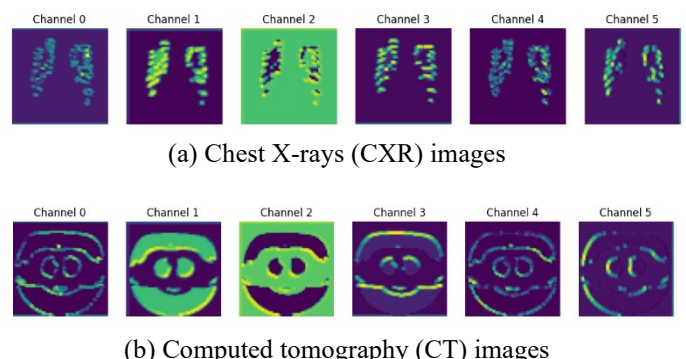 Channel 0 Channel 1 Channel 2 Channel 3 Channel 4 Channel 5
(a) Chest X-rays (CXR) images
Channel 0 Channel 1 Channel 2 Channel 3 Channel 4 Channel 5
(b) Computed tomography (CT) images